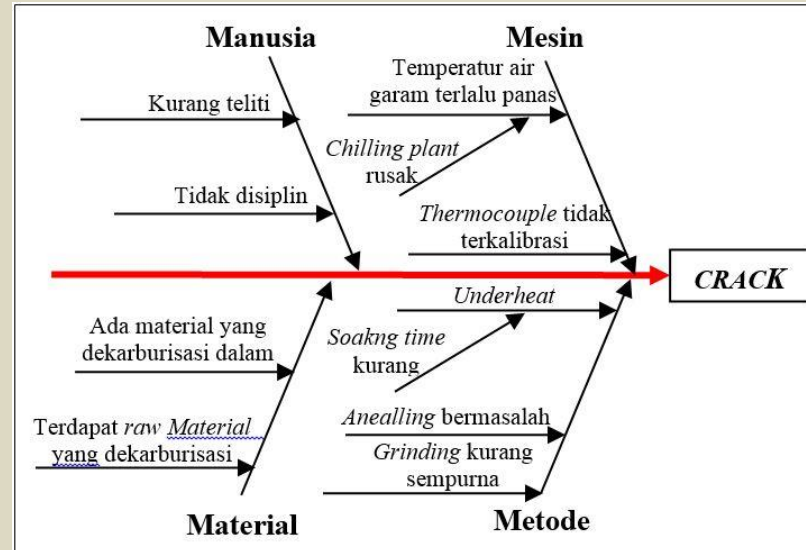 Manusia
Mesin
Temperatur air
garam terlalu panas
Kurang teliti
Chilling plant
rusak
Tidak disiplin
Thermocouple tidak
terkalibrasi
CRACK
Underheat
Ada material yang
dekarburisasi dalam
Soakng time
kurang
Anealling bermasalah
Terdapat raw Material
yang dekarburisasi
Grinding kurang
sempurna
Material
Metode